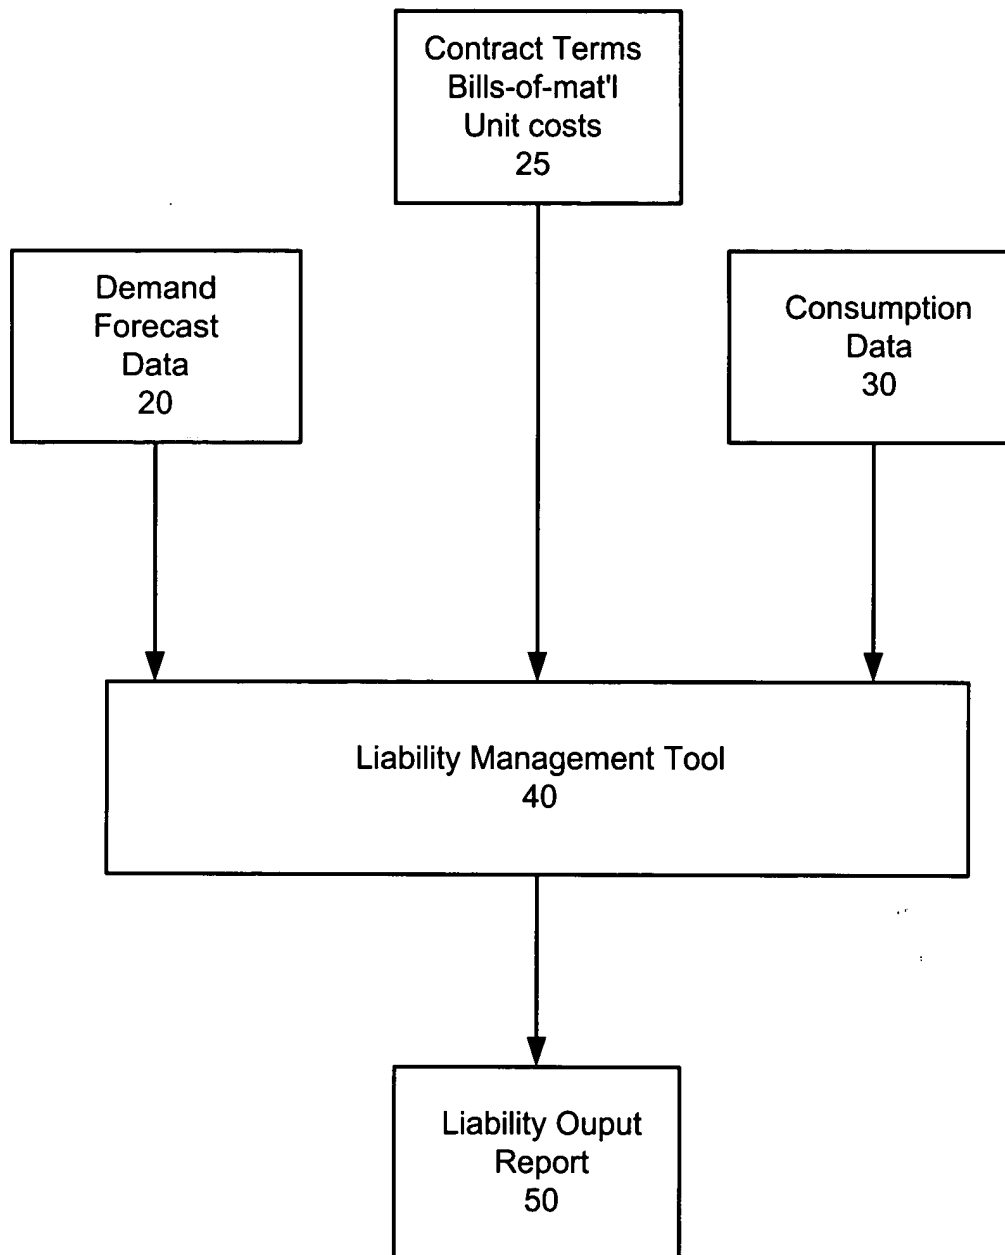 Contract Terms
Bills-of-mat'l
Unit costs
25
Demand
Forecast
Data
20
Consumption
Data
30
Liability Management Tool
40
Liability Ouput
Report
50